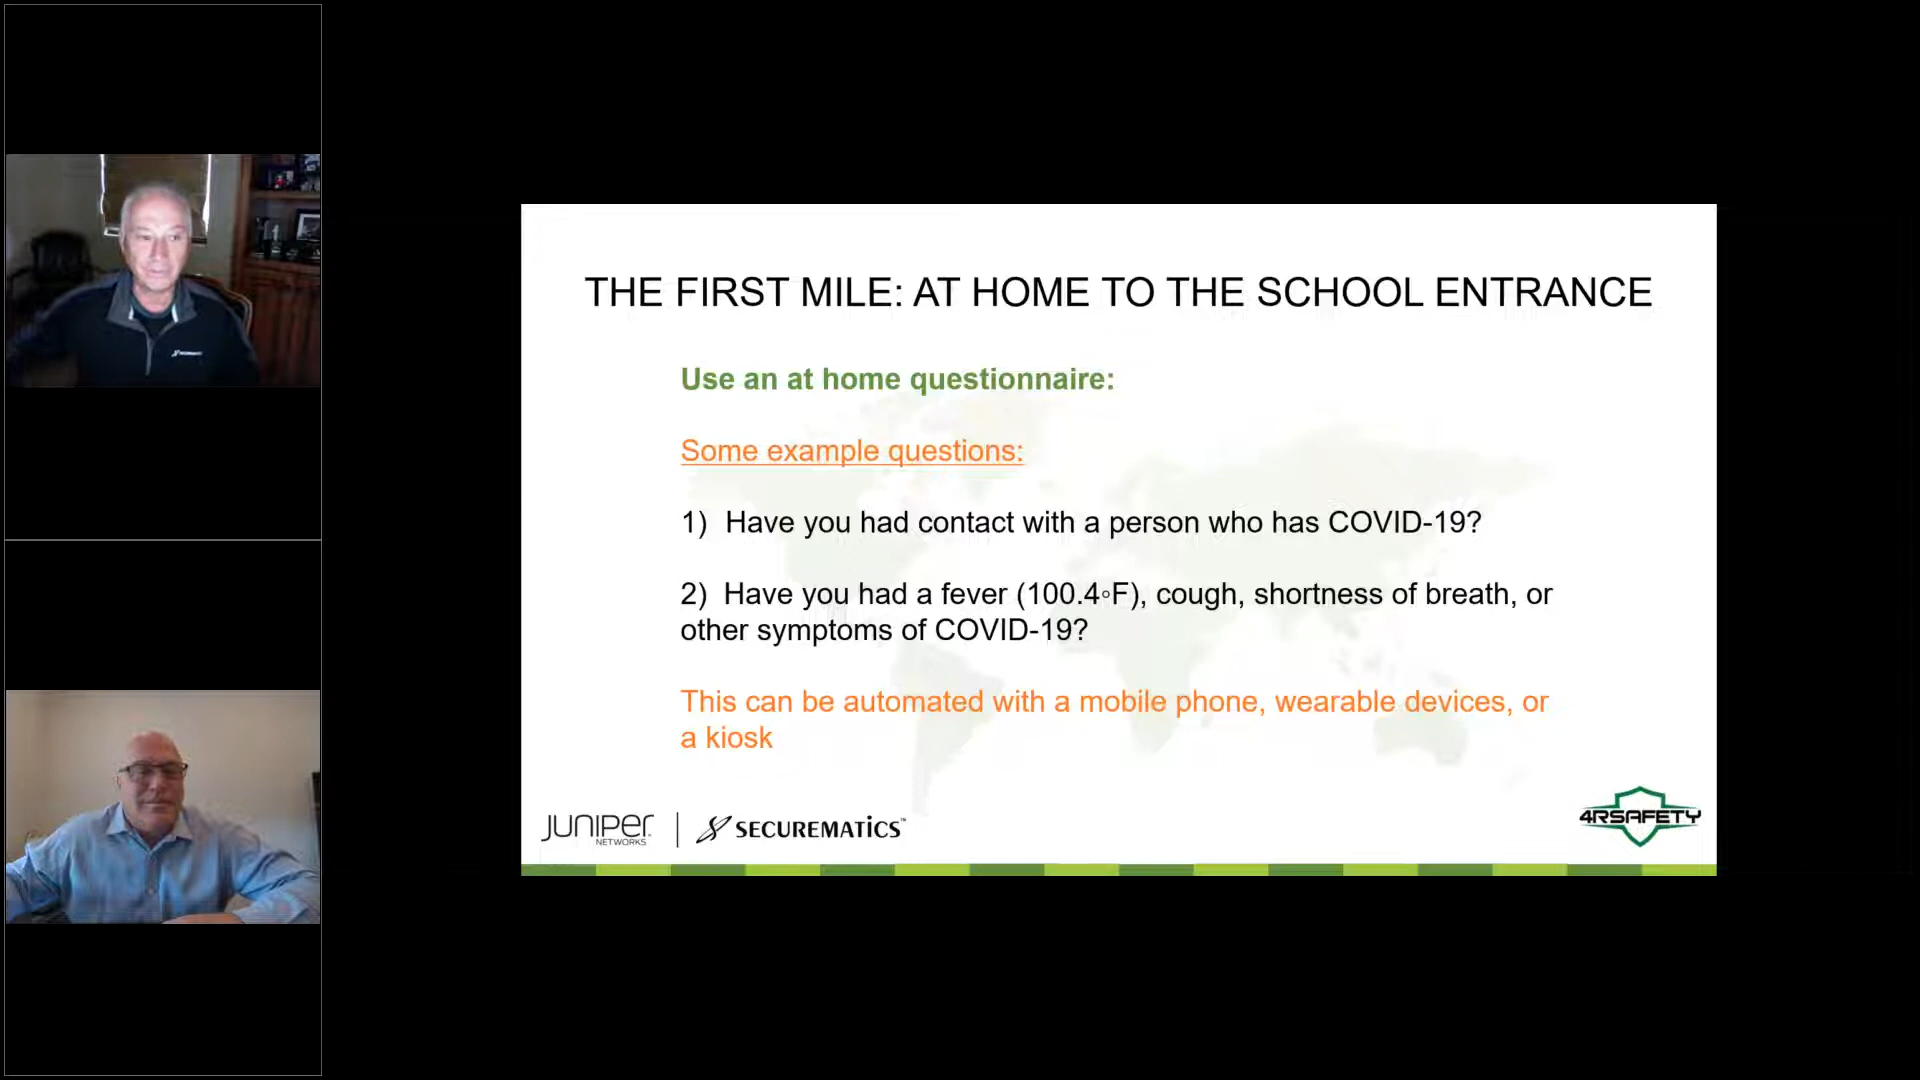 THE FIRST MILE: AT HOME TO THE SCHOOL ENTRANCE
Use an at home questionnaire:
Some example questions:
1) Have you had contact with a person who has COVID-19?
2) Have you had a fever (100.4◦F), cough, shortness of breath, or
other symptoms of COVID-19?
This can be automated with a mobile phone, wearable devices, or
a kiosk
JUNIPER
NETWORKS
SECUREMATICS™
4RSAFETY